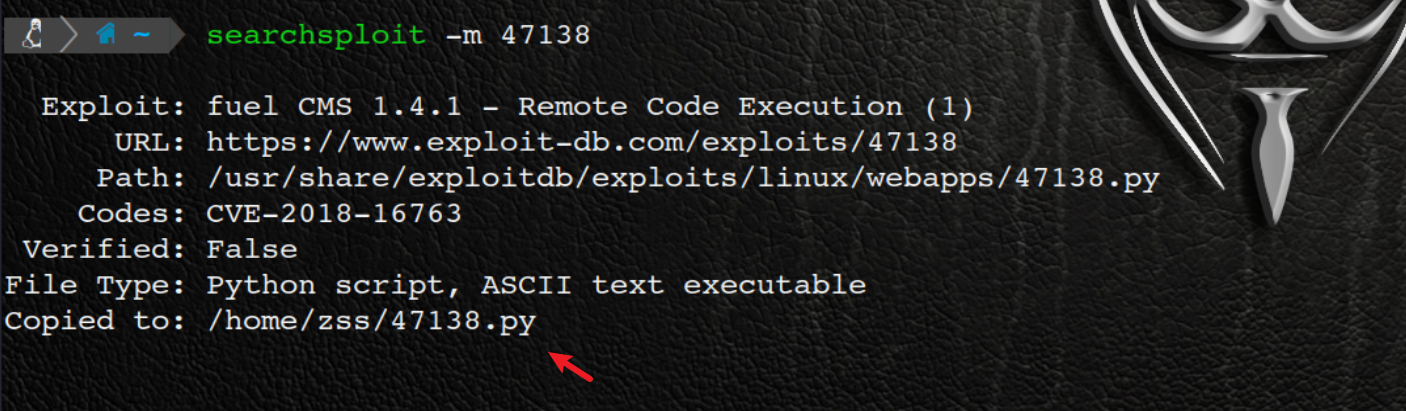 ~ searchsploit -m 47138
Exploit: fuel CMS 1.4.1 - Remote Code Execution (1)
URL: https://www.exploit-db.com/exploits/47138
Path: /usr/share/exploitdb/exploits/linux/webapps/47138.py
Codes: CVE-2018-16763
Verified: False
File Type: Python script, ASCII text executable
Copied to: /home/zss/47138.py